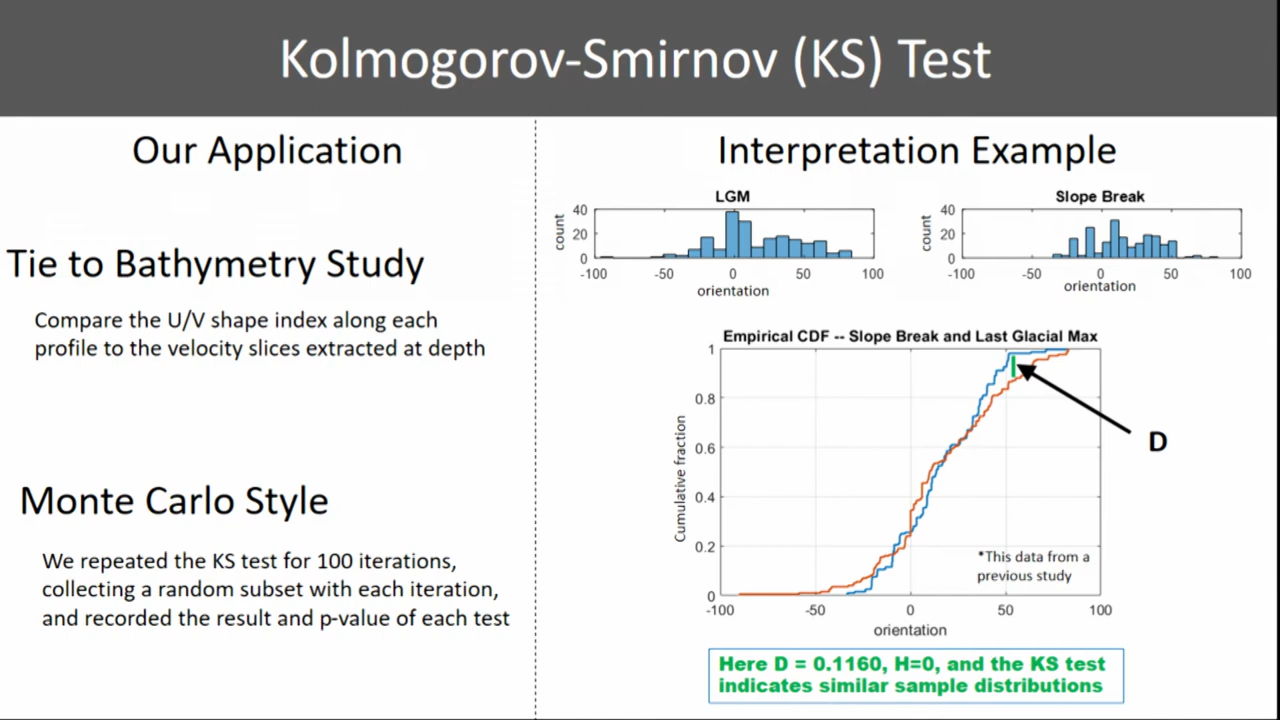 Kolmogorov-Smirnov (KS) Test
Our Application
Tie to Bathymetry Study
Compare the U/V shape index along each
profile to the velocity slices extracted at depth
Monte Carlo Style
We repeated the KS test for 100 iterations,
collecting a random subset with each iteration,
and recorded the result and p-value of each test
Interpretation Example
LGM
count
40
20
0
-100 -50 0 50 100
orientation
Slope Break
count
40
20
0
-100 -50 0 50 100
orientation
Empirical CDF -- Slope Break and Last Glacial Max
Cumulative fraction
1
0.8
0.6
0.4
0.2
0
-100 -50 0 50 100
orientation
D
*This data from a
previous study
Here D = 0.1160, H=0, and the KS test
indicates similar sample distributions